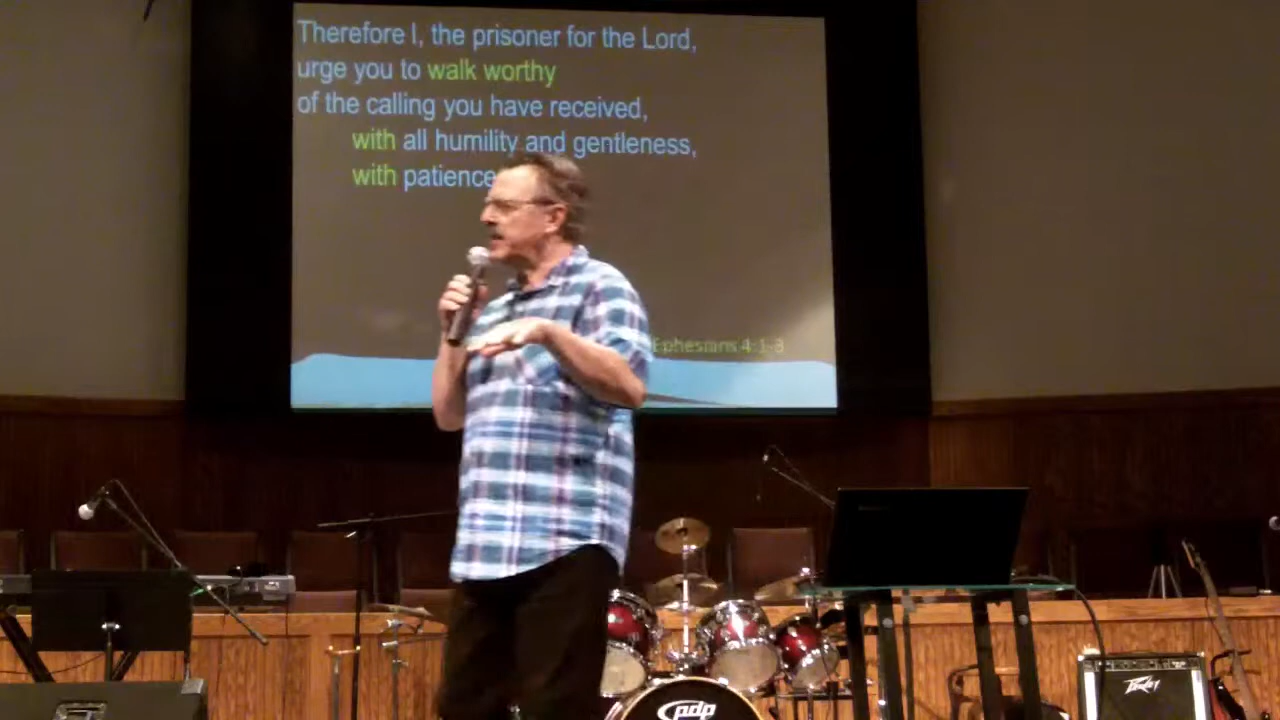 Therefore I, the prisoner for the Lord,
urge you to walk worthy
of the calling you have received,
with all humility and gentleness,
with patience
Ephesians 4:1-3
pdp
Peavey